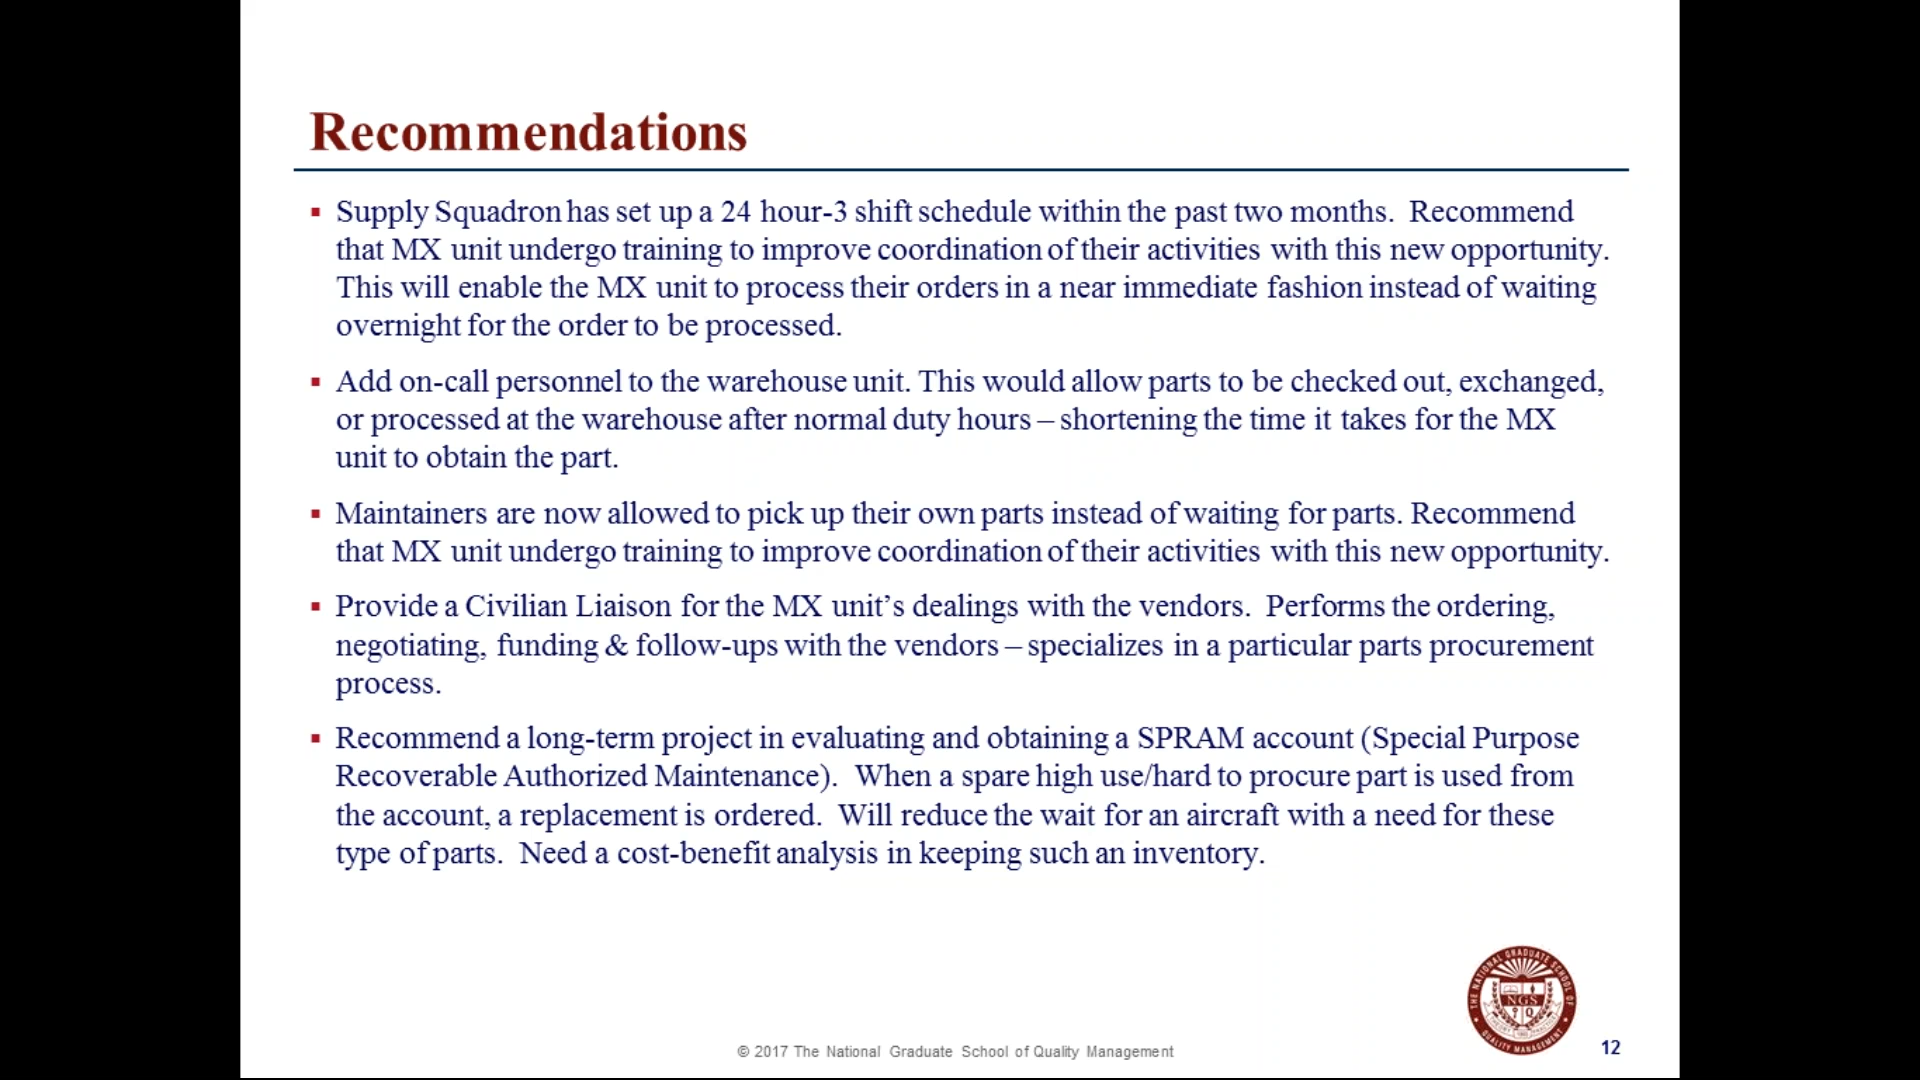 Recommendations
▪ Supply Squadron has set up a 24 hour-3 shift schedule within the past two months.  Recommend
that MX unit undergo training to improve coordination of their activities with this new opportunity.
This will enable the MX unit to process their orders in a near immediate fashion instead of waiting
overnight for the order to be processed.
▪ Add on-call personnel to the warehouse unit. This would allow parts to be checked out, exchanged,
or processed at the warehouse after normal duty hours – shortening the time it takes for the MX
unit to obtain the part.
▪ Maintainers are now allowed to pick up their own parts instead of waiting for parts. Recommend
that MX unit undergo training to improve coordination of their activities with this new opportunity.
▪ Provide a Civilian Liaison for the MX unit’s dealings with the vendors.  Performs the ordering,
negotiating, funding & follow-ups with the vendors – specializes in a particular parts procurement
process.
▪ Recommend a long-term project in evaluating and obtaining a SPRAM account (Special Purpose
Recoverable Authorized Maintenance).  When a spare high use/hard to procure part is used from
the account, a replacement is ordered.  Will reduce the wait for an aircraft with a need for these
type of parts.  Need a cost-benefit analysis in keeping such an inventory.
THE NATIONAL GRADUATE SCHOOL OF
QUALITY MANAGEMENT
NGS
Q
© 2017 The National Graduate School of Quality Management
12